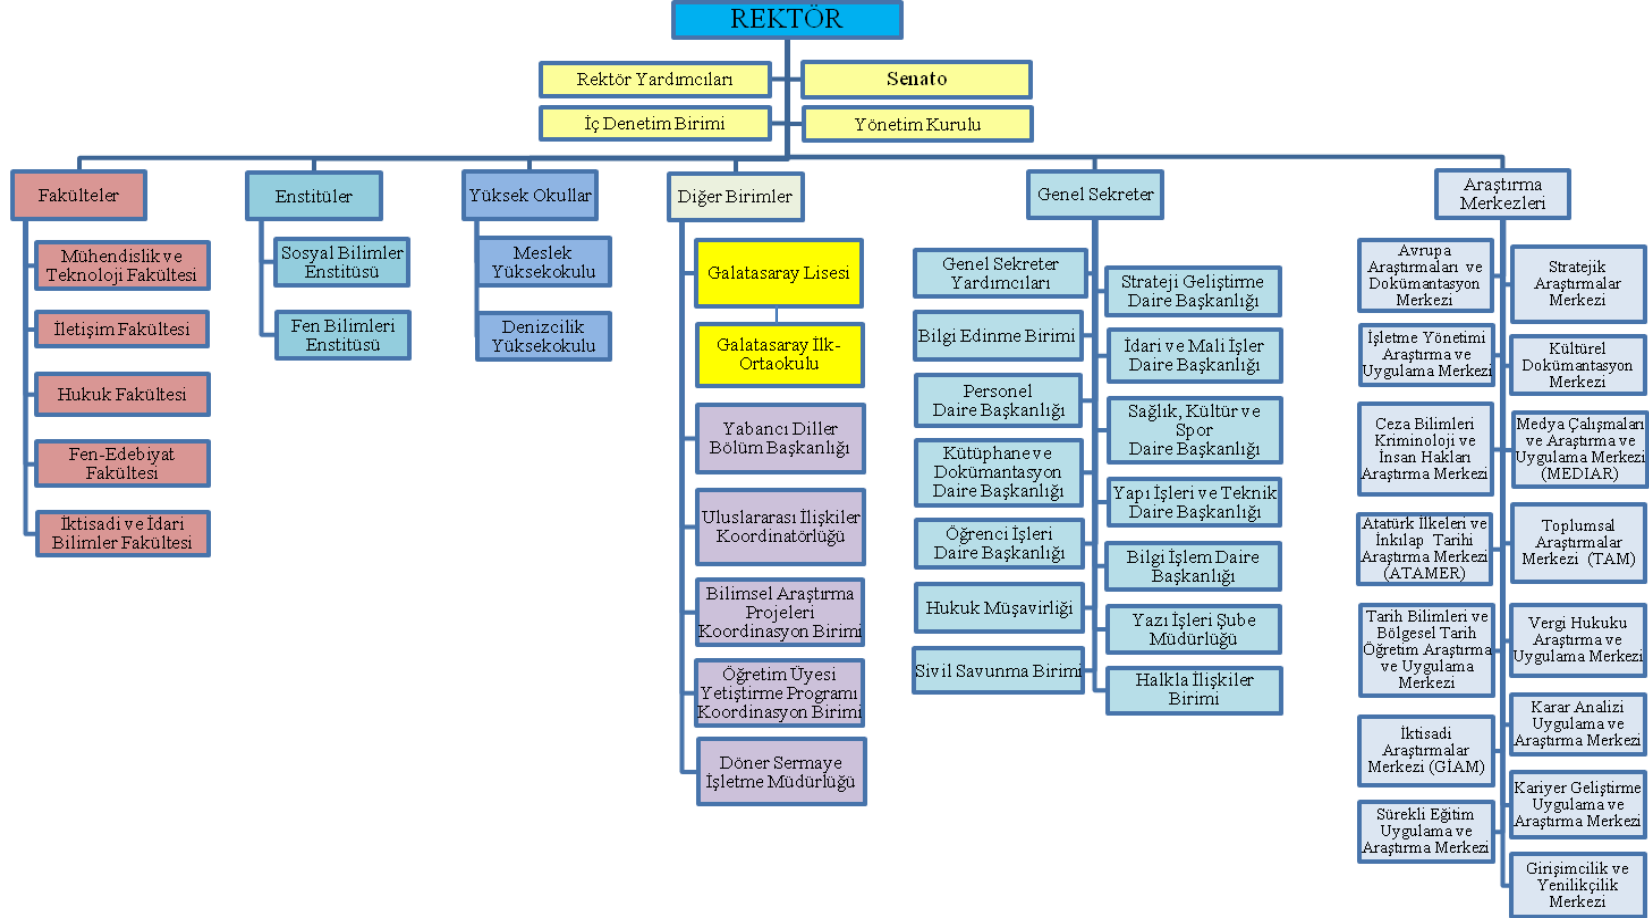 REKTÖR
Rektör Yardımcıları
Senato
İç Denetim Birimi
Yönetim Kurulu
Fakülteler
Mühendislik ve
Teknoloji Fakültesi
İletişim Fakültesi
Hukuk Fakültesi
Fen-Edebiyat
Fakültesi
İktisadi ve İdari
Bilimler Fakültesi
Enstitüler
Sosyal Bilimler
Enstitüsü
Fen Bilimleri
Enstitüsü
Yüksek Okullar
Meslek
Yüksekokulu
Denizcilik
Yüksekokulu
Diğer Birimler
Galatasaray Lisesi
Galatasaray İlk-
Ortaokulu
Yabancı Diller
Bölüm Başkanlığı
Uluslararası İlişkiler
Koordinatörlüğü
Bilimsel Araştırma
Projeleri
Koordinasyon Birimi
Öğretim Üyesi
Yetiştirme Programı
Koordinasyon Birimi
Döner Sermaye
İşletme Müdürlüğü
Genel Sekreter
Genel Sekreter
Yardımcıları
Bilgi Edinme Birimi
Personel
Daire Başkanlığı
Kütüphane ve
Dokümantasyon
Daire Başkanlığı
Öğrenci İşleri
Daire Başkanlığı
Hukuk Müşavirliği
Sivil Savunma Birimi
Strateji Geliştirme
Daire Başkanlığı
İdari ve Mali İşler
Daire Başkanlığı
Sağlık, Kültür ve
Spor
Daire Başkanlığı
Yapı İşleri ve Teknik
Daire Başkanlığı
Bilgi İşlem Daire
Başkanlığı
Yazı İşleri Şube
Müdürlüğü
Halkla İlişkiler
Birimi
Araştırma
Merkezleri
Avrupa
Araştırmaları ve
Dokümantasyon
Merkezi
İşletme Yönetimi
Araştırma ve
Uygulama Merkezi
Ceza Bilimleri
Kriminoloji ve
İnsan Hakları
Araştırma Merkezi
Atatürk İlkeleri ve
İnkılap Tarihi
Araştırma Merkezi
(ATAMER)
Tarih Bilimleri ve
Bölgesel Tarih
Öğretim Araştırma
ve Uygulama
Merkezi
İktisadi
Araştırmalar
Merkezi (GİAM)
Sürekli Eğitim
Uygulama ve
Araştırma Merkezi
Stratejik
Araştırmalar
Merkezi
Kültürel
Dokümantasyon
Merkezi
Medya Çalışmaları
ve Araştırma ve
Uygulama Merkezi
(MEDIAR)
Toplumsal
Araştırmalar
Merkezi (TAM)
Vergi Hukuku
Araştırma ve
Uygulama Merkezi
Karar Analizi
Uygulama ve
Araştırma Merkezi
Kariyer Geliştirme
Uygulama ve
Araştırma Merkezi
Girişimcilik ve
Yenilikçilik
Merkezi